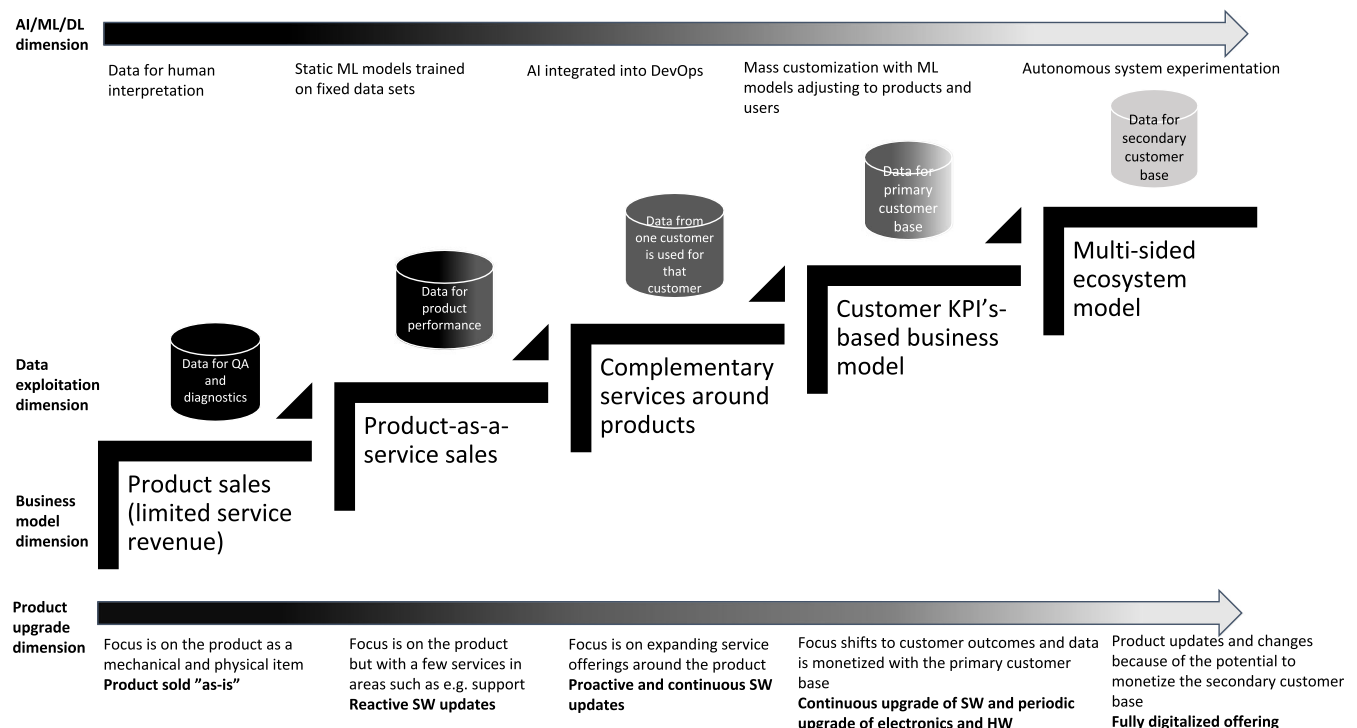 AI/ML/DL
dimension
Data for human
interpretation
Static ML models trained
on fixed data sets
AI integrated into DevOps
Mass customization with ML
models adjusting to products and
users
Autonomous system experimentation
Data
exploitation
dimension
Data for QA
and
diagnostics
Data for
product
performance
Data from
one customer
is used for
that
customer
Data for
primary
customer
base
Data for
secondary
customer
base
Business
model
dimension
Product sales
(limited service
revenue)
Product-as-a-
service sales
Complementary
services around
products
Customer KPI’s-
based business
model
Multi-sided
ecosystem
model
Product
upgrade
dimension
Focus is on the product as a
mechanical and physical item
Product sold ”as-is”
Focus is on the product
but with a few services in
areas such as e.g. support
Reactive SW updates
Focus is on expanding service
offerings around the product
Proactive and continuous SW
updates
Focus shifts to customer outcomes and data
is monetized with the primary customer
base
Continuous upgrade of SW and periodic
upgrade of electronics and HW
Product updates and changes
because of the potential to
monetize the secondary customer
base
Fully digitalized offering